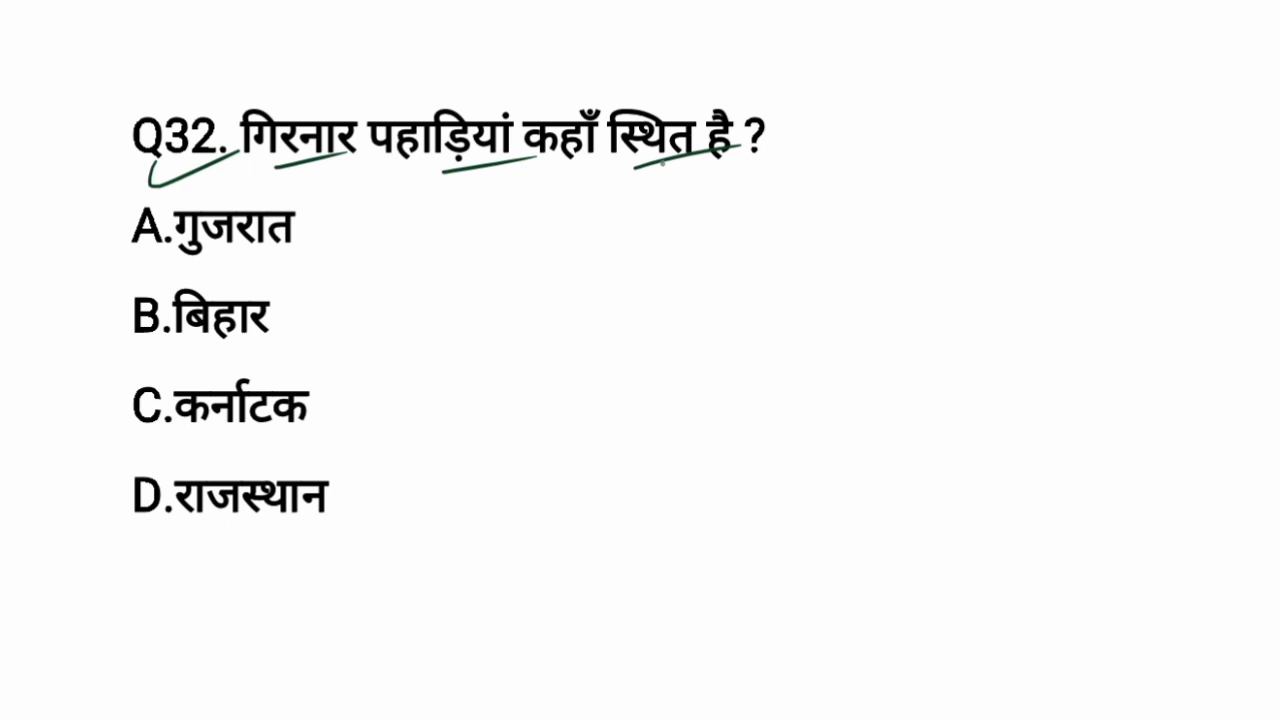 Q32. गिरनार पहाड़ियां कहाँ स्थित है ?
A.गुजरात
B.बिहार
C.कर्नाटक
D.राजस्थान